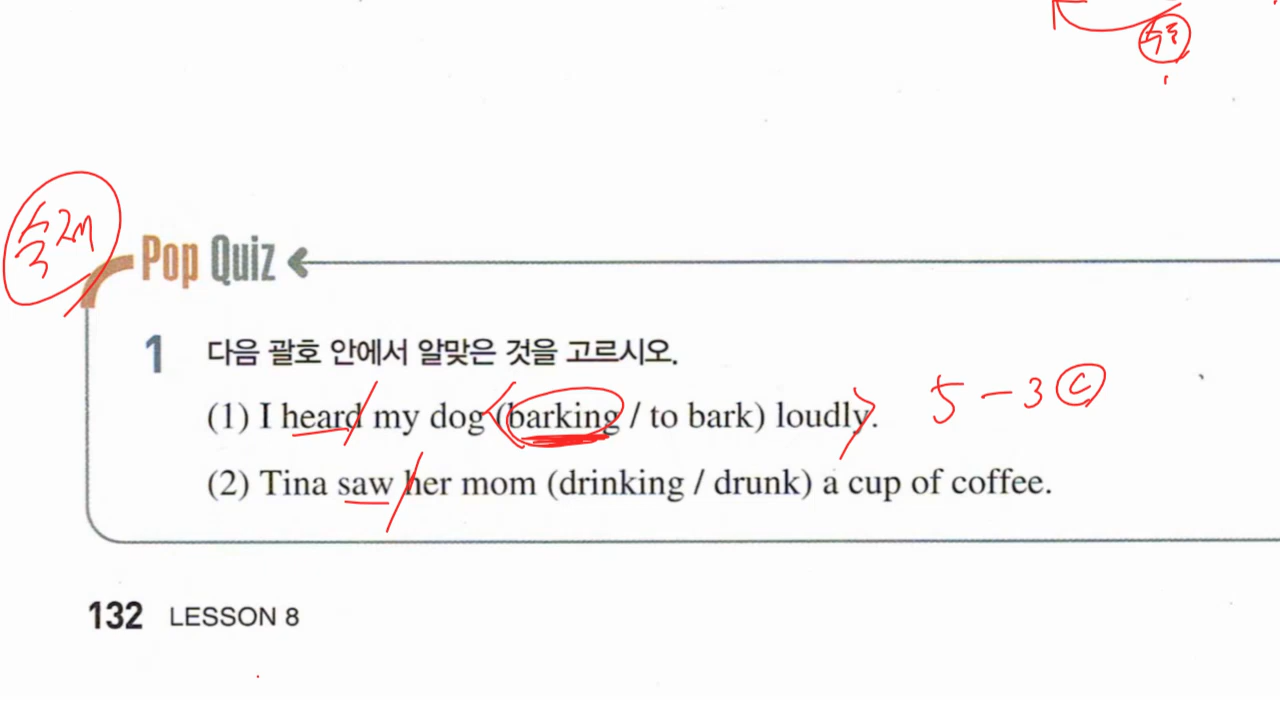 수동
숙제
Pop Quiz
1 다음 괄호 안에서 알맞은 것을 고르시오.
(1) I heard my dog (barking / to bark) loudly. 5-3 ⓒ
(2) Tina saw her mom (drinking / drunk) a cup of coffee.
132 LESSON 8